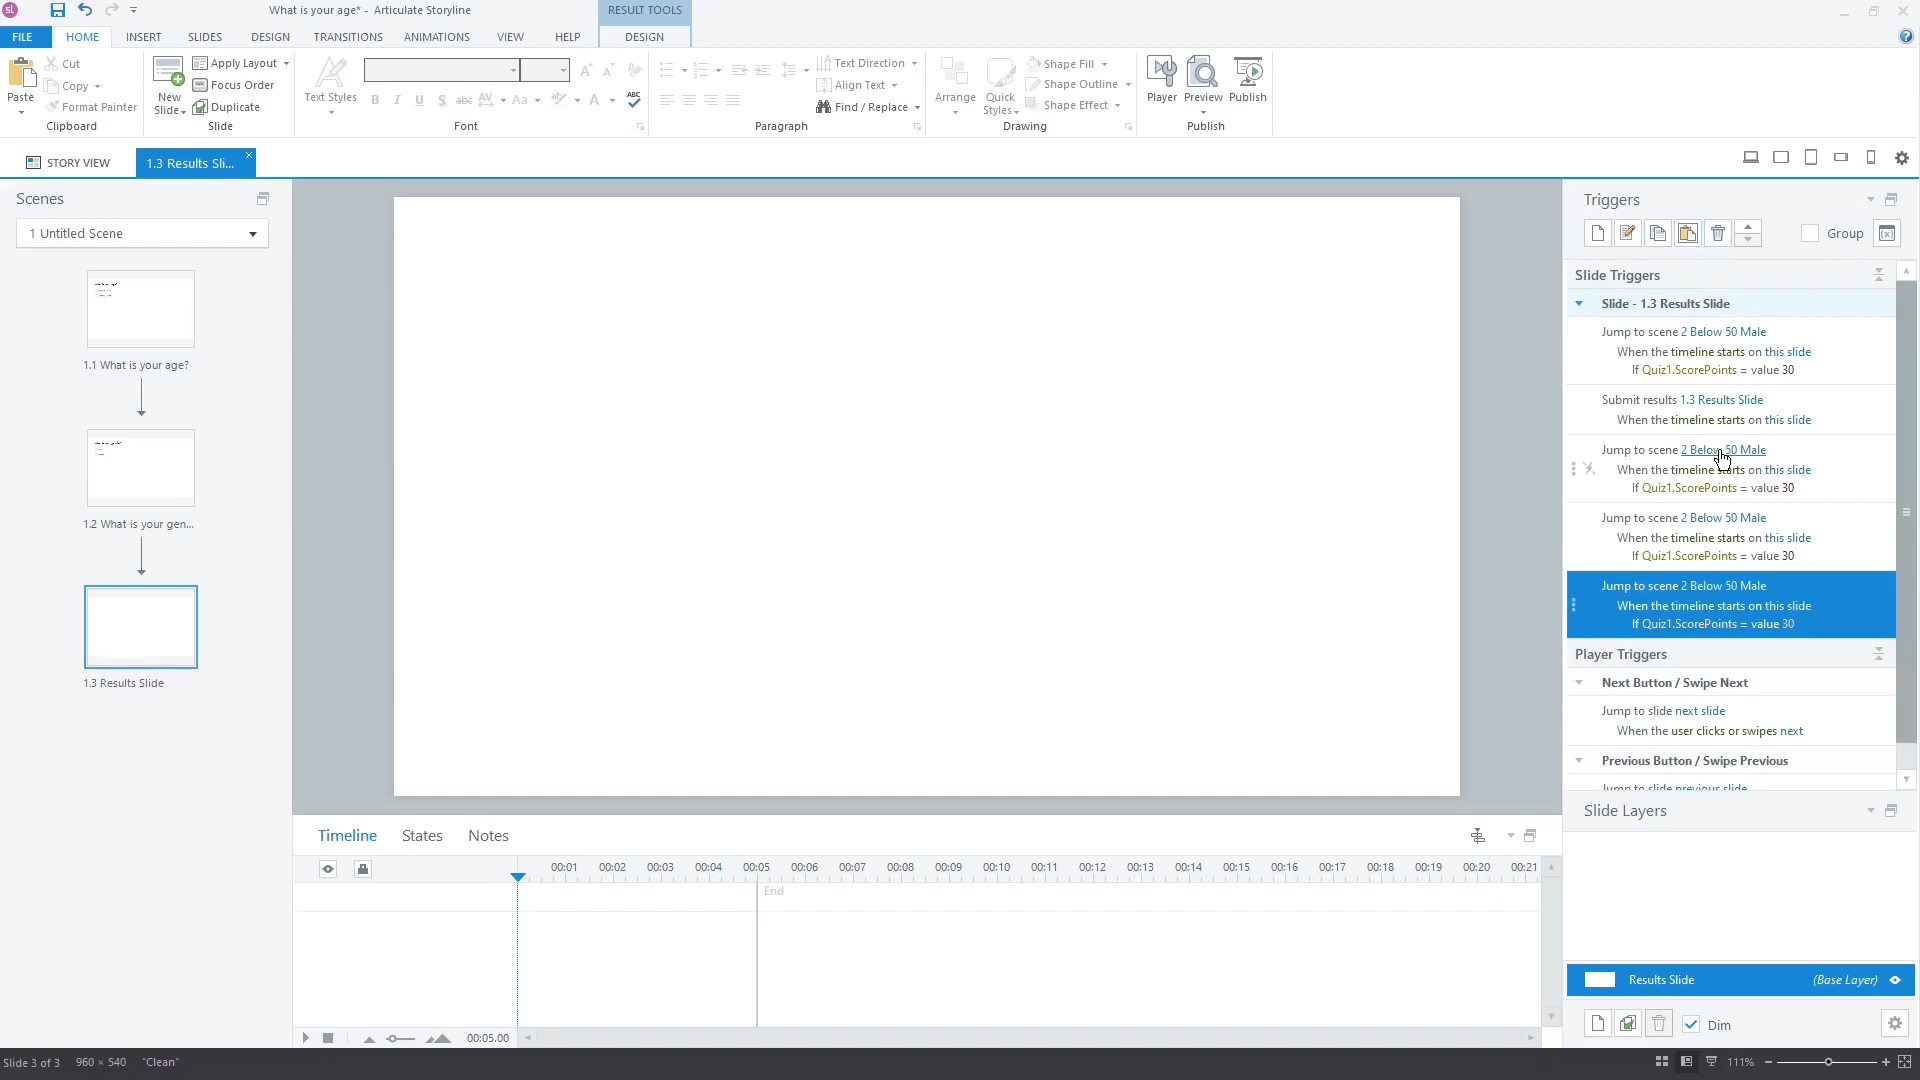 What is your age* - Articulate Storyline
RESULT TOOLS
FILE
HOME
INSERT
SLIDES
DESIGN
TRANSITIONS
ANIMATIONS
VIEW
HELP
DESIGN
Paste
Cut
Copy
Format Painter
Clipboard
New Slide
Apply Layout
Focus Order
Duplicate
Slide
Text Styles
B I U S abc AV Aa
ABC
Font
Text Direction
Align Text
Find / Replace
Paragraph
Arrange
Quick Styles
Shape Fill
Shape Outline
Shape Effect
Drawing
Player
Preview
Publish
Publish
STORY VIEW
1.3 Results Sli...
Scenes
1 Untitled Scene
1.1 What is your age?
1.2 What is your gen...
1.3 Results Slide
Triggers
Group
Slide Triggers
Slide - 1.3 Results Slide
Jump to scene 2 Below 50 Male
When the timeline starts on this slide
If Quiz1.ScorePoints = value 30
Submit results 1.3 Results Slide
When the timeline starts on this slide
Jump to scene 2 Below 50 Male
When the timeline starts on this slide
If Quiz1.ScorePoints = value 30
Jump to scene 2 Below 50 Male
When the timeline starts on this slide
If Quiz1.ScorePoints = value 30
Jump to scene 2 Below 50 Male
When the timeline starts on this slide
If Quiz1.ScorePoints = value 30
Player Triggers
Next Button / Swipe Next
Jump to slide next slide
When the user clicks or swipes next
Previous Button / Swipe Previous
Jump to slide previous slide
Slide Layers
Results Slide (Base Layer)
Dim
Timeline
States
Notes
00:01 00:02 00:03 00:04 00:05 00:06 00:07 00:08 00:09 00:10 00:11 00:12 00:13 00:14 00:15 00:16 00:17 00:18 00:19 00:20 00:21
End
00:05.00
Slide 3 of 3
960 × 540
"Clean"
111%